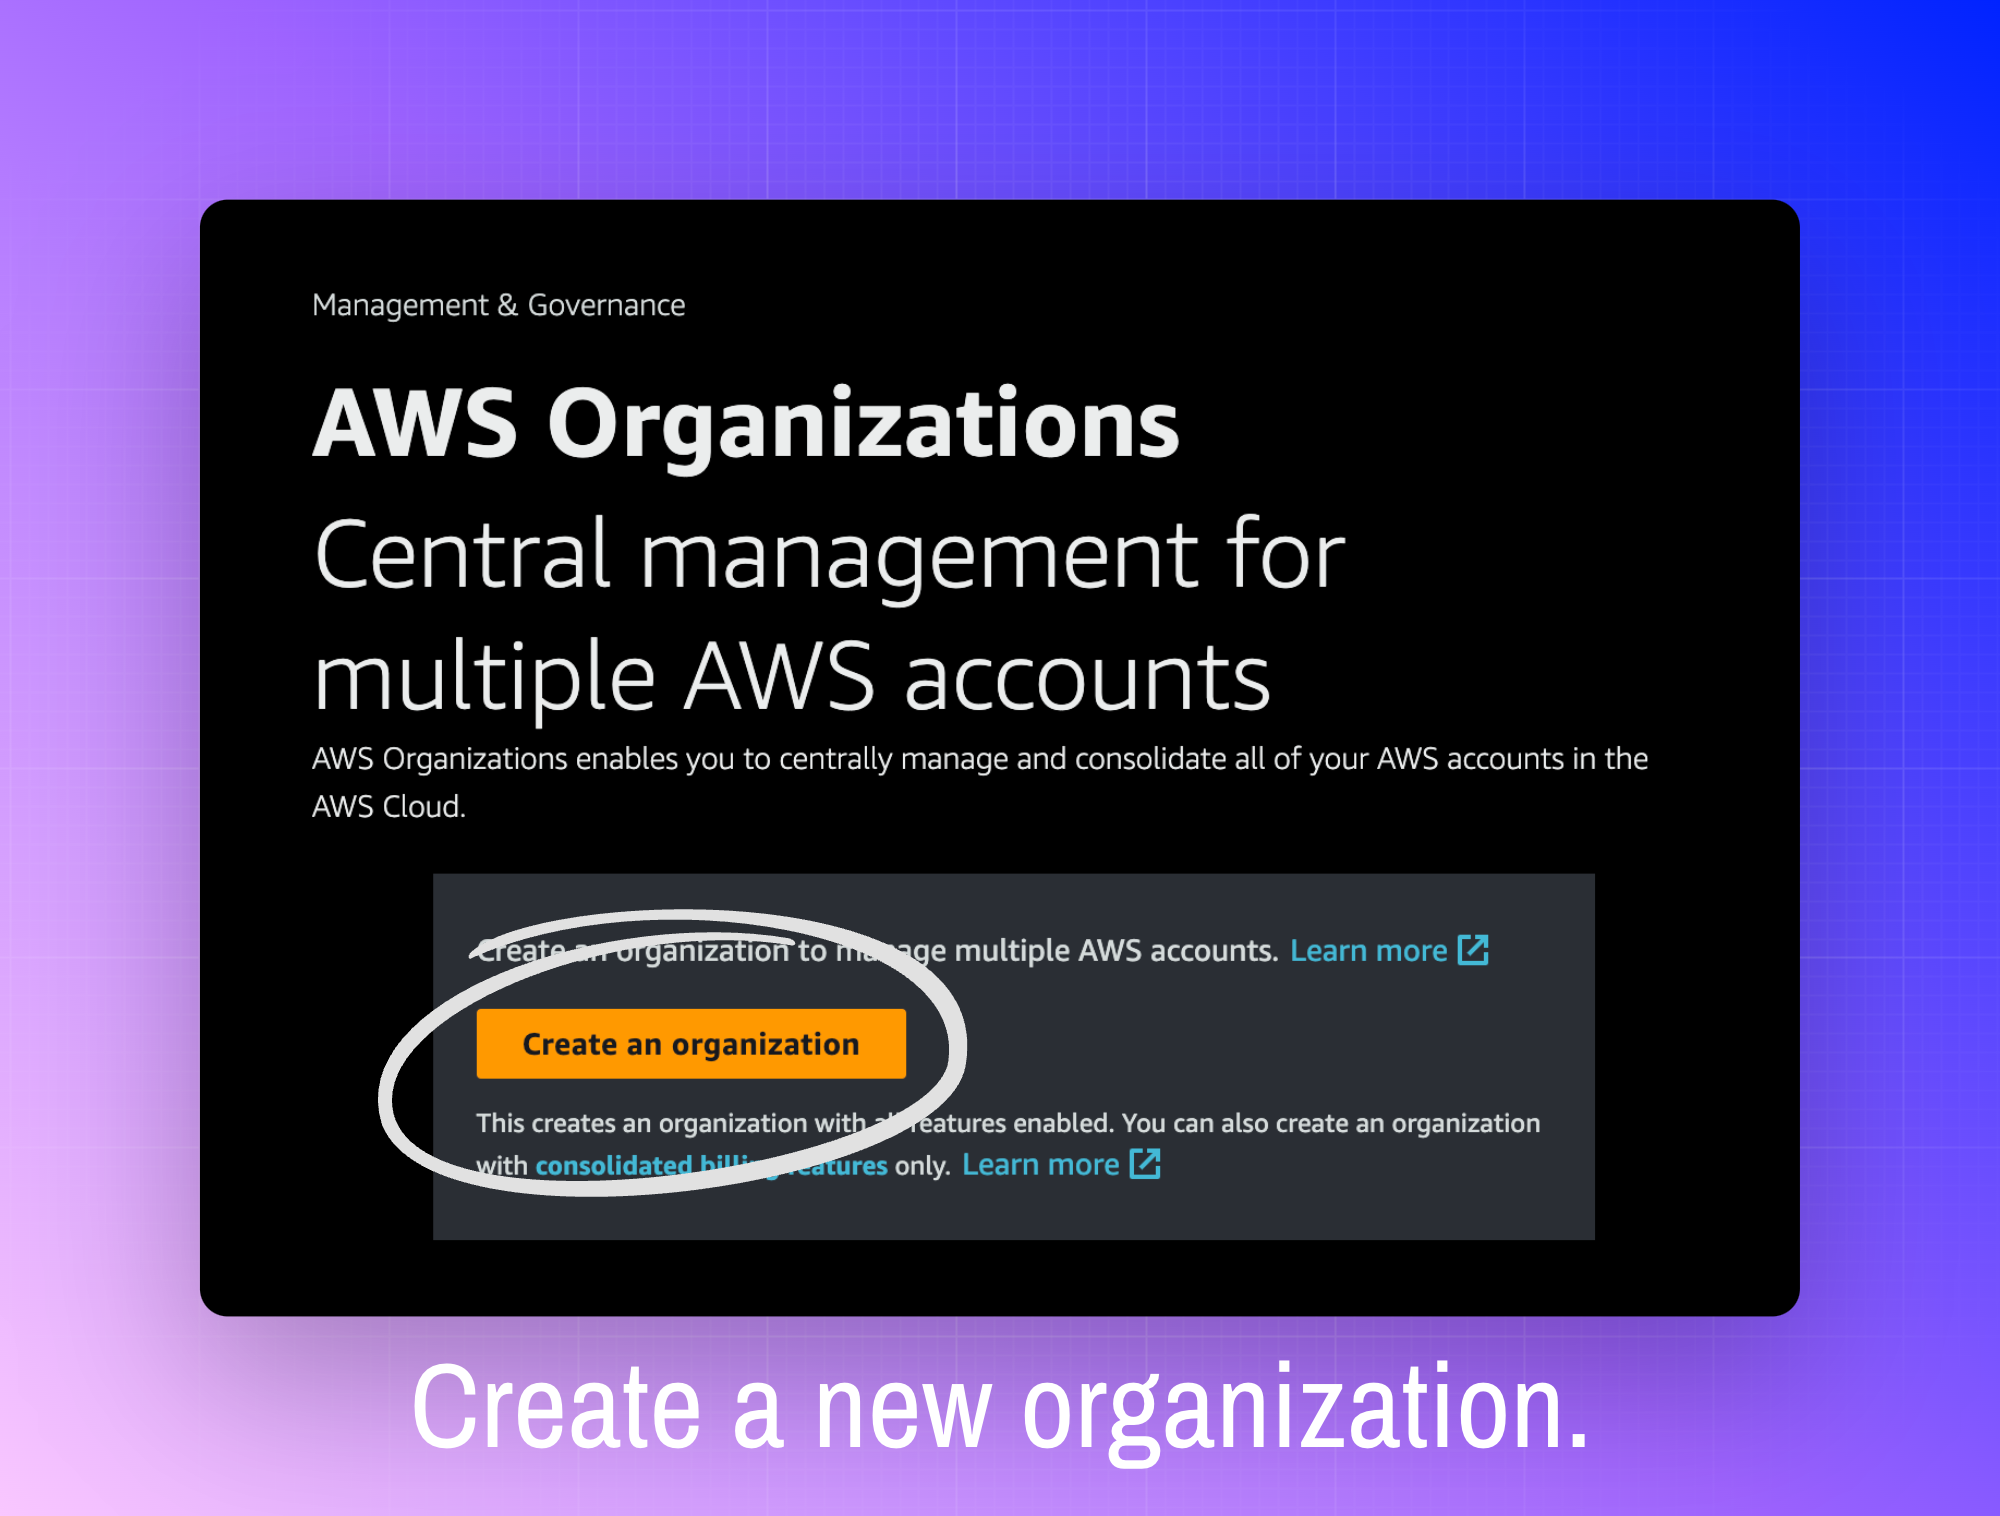 Management & Governance
AWS Organizations
Central management for
multiple AWS accounts
AWS Organizations enables you to centrally manage and consolidate all of your AWS accounts in the
AWS Cloud.
Create an organization to manage multiple AWS accounts. Learn more
Create an organization
This creates an organization with all features enabled. You can also create an organization
with consolidated billing features only. Learn more
Create a new organization.